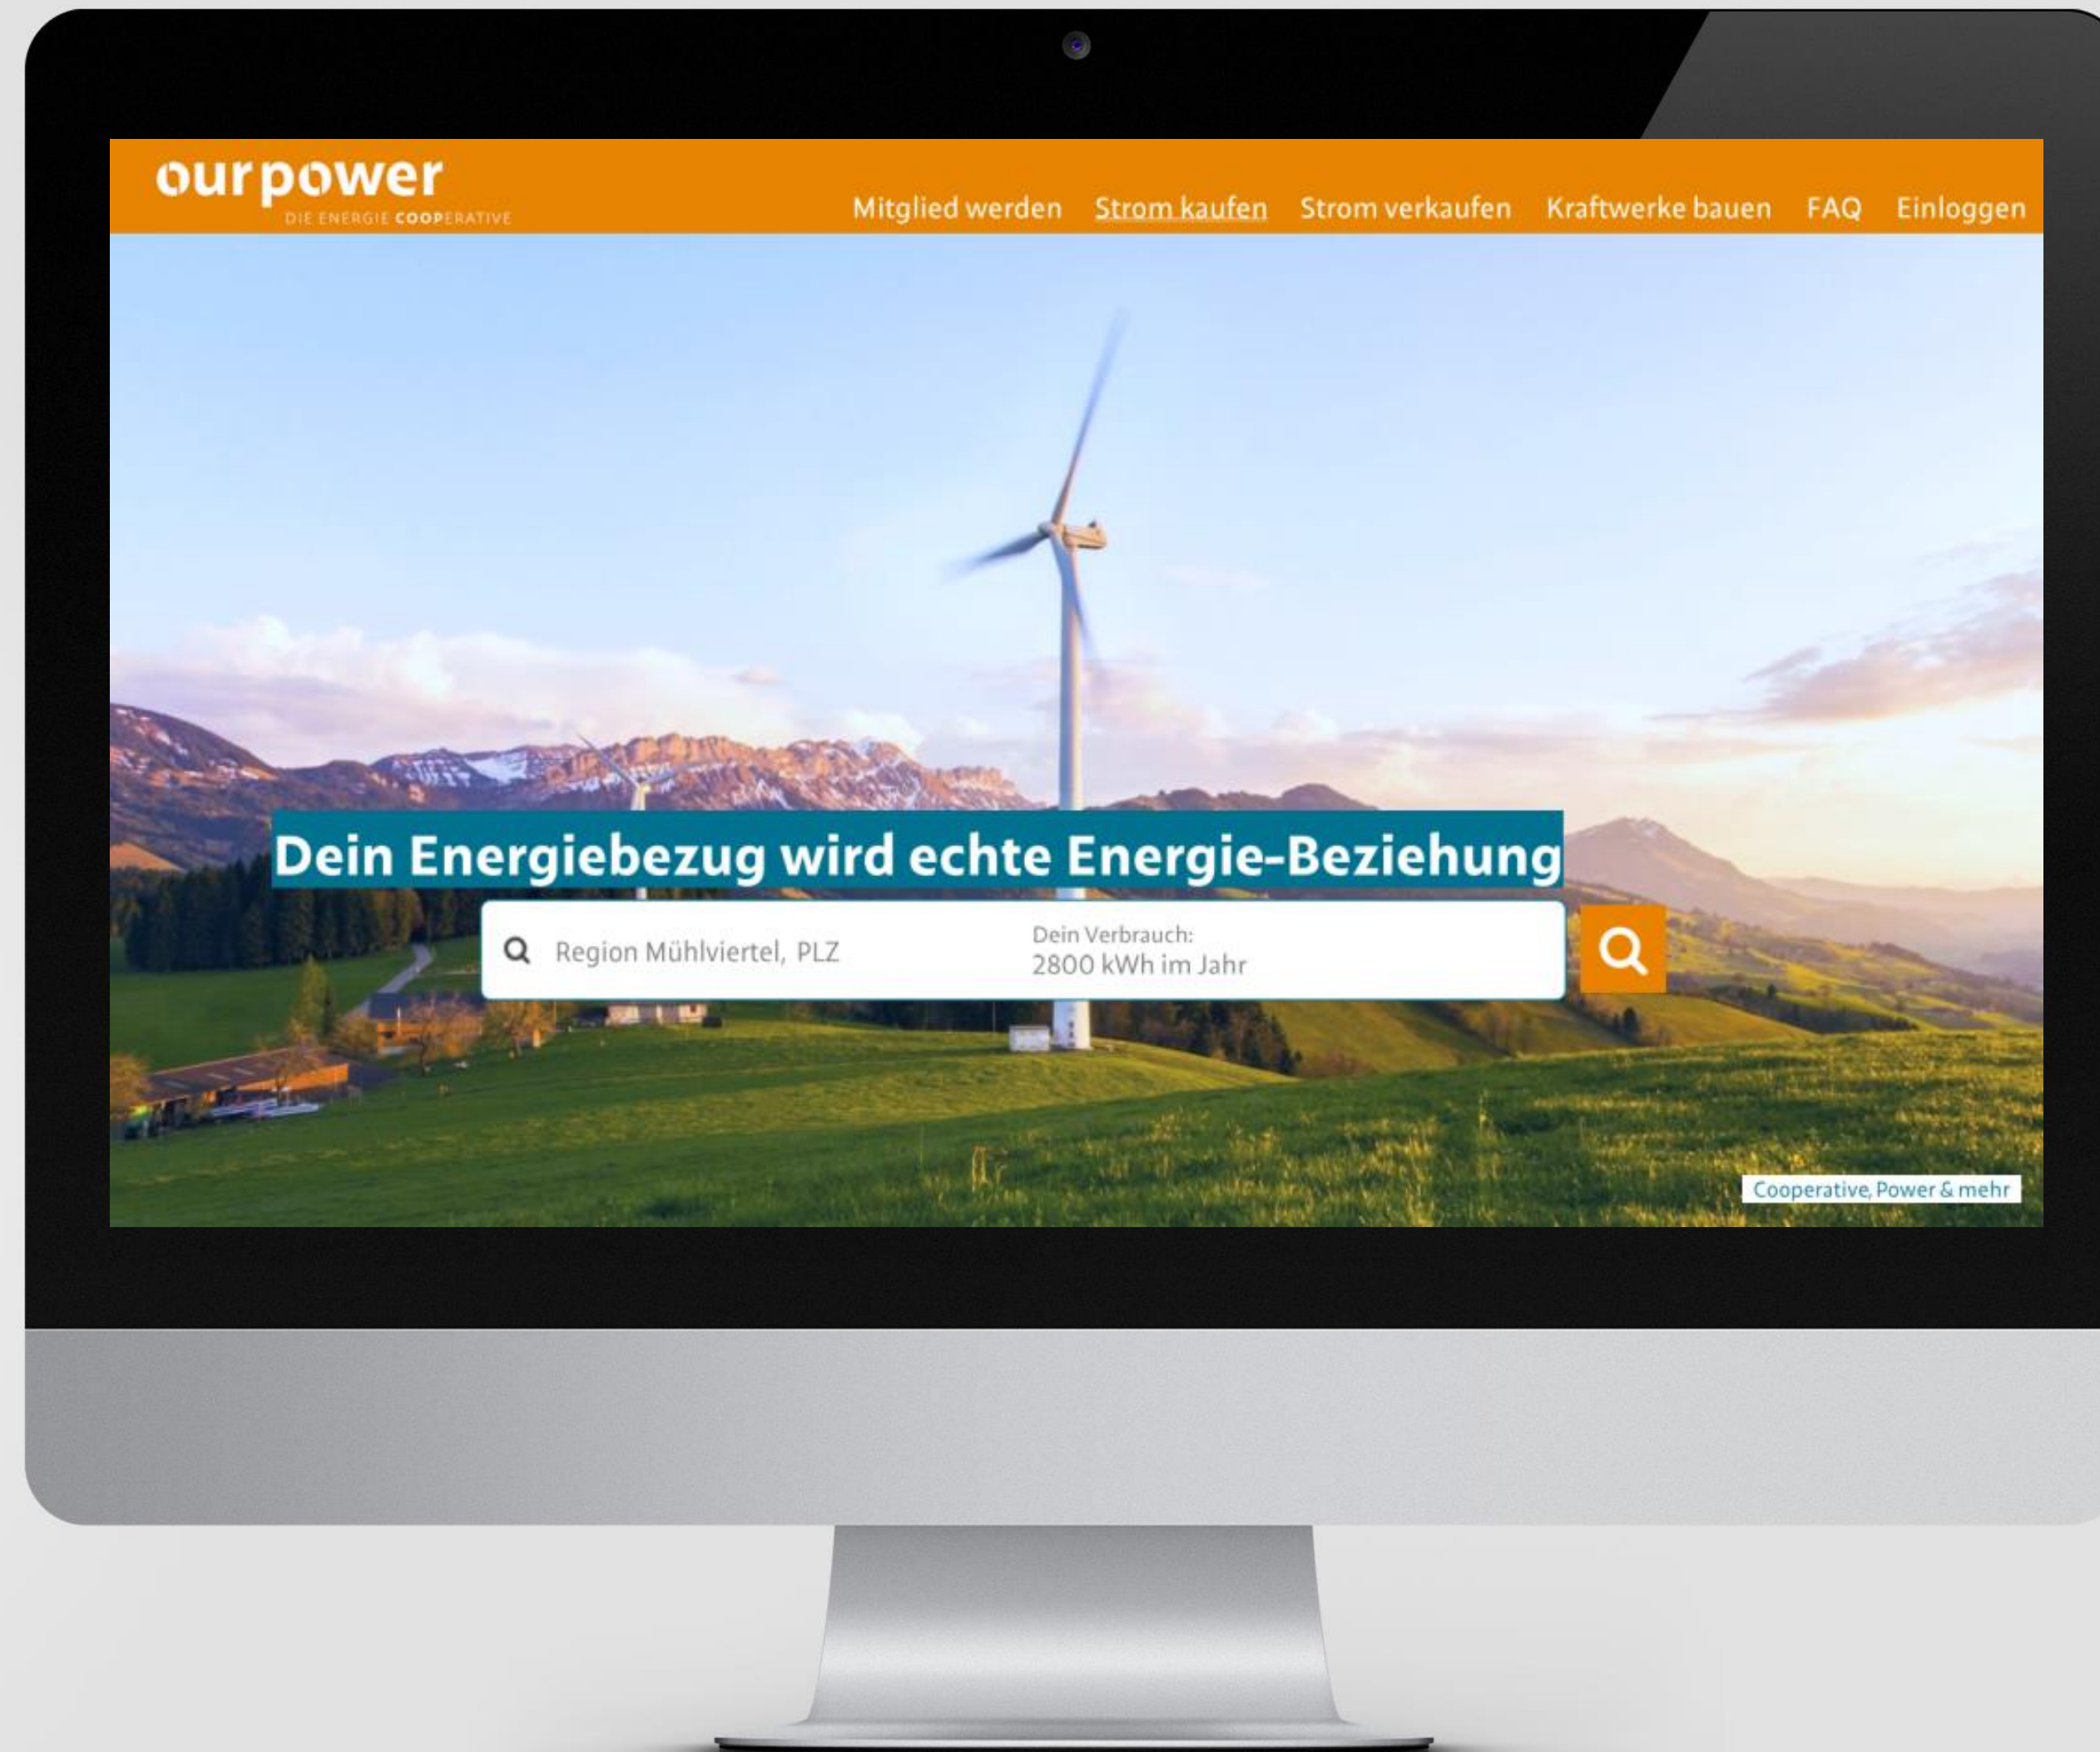 ourpower
DIE ENERGIE COOPERATIVE
Mitglied werden Strom kaufen Strom verkaufen Kraftwerke bauen FAQ Einloggen
Dein Energiebezug wird echte Energie-Beziehung
Region Mühlviertel, PLZ
Dein Verbrauch:
2800 kWh im Jahr
Cooperative, Power & mehr